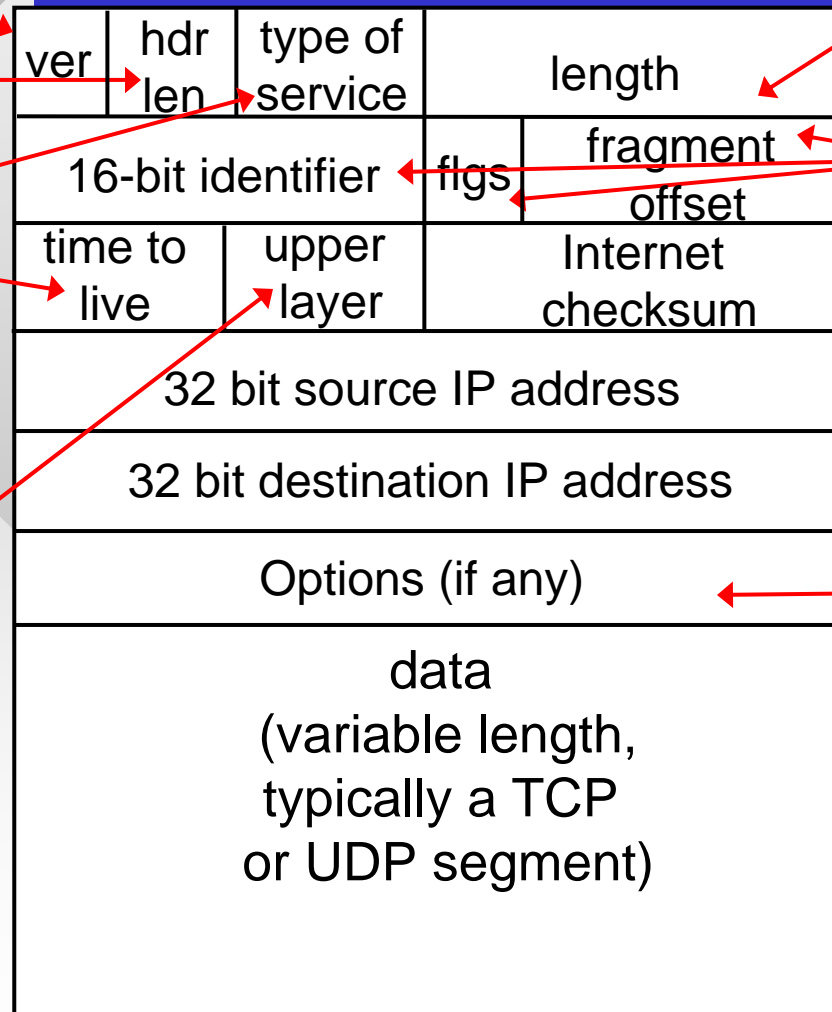 ver
hdr
len
type of
service
length
16-bit identifier
flgs
fragment
offset
time to
live
upper
layer
Internet
checksum
32 bit source IP address
32 bit destination IP address
Options (if any)
data
(variable length,
typically a TCP
or UDP segment)